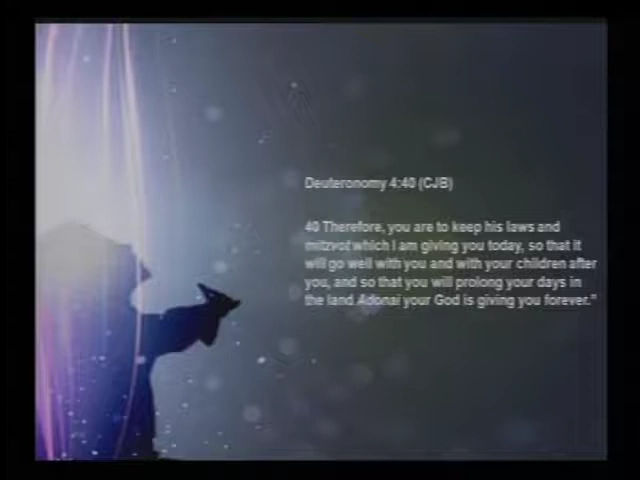 Deuteronomy 4:40 (CJB)
40 Therefore, you are to keep his laws and
mitzvot which I am giving you today, so that it
will go well with you and with your children after
you, and so that you will prolong your days in
the land Adonai your God is giving you forever."